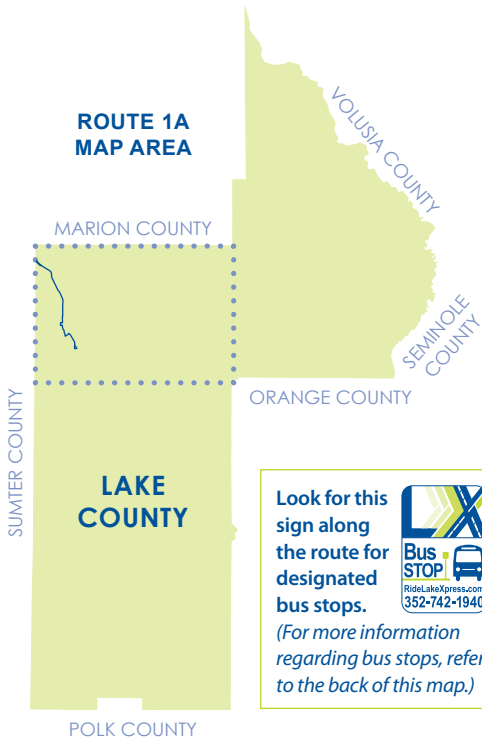 ROUTE 1A
MAP AREA
VOLUSIA COUNTY
MARION COUNTY
SEMINOLE
COUNTY
ORANGE COUNTY
SUMTER COUNTY
LAKE
COUNTY
Look for this
sign along
the route for
designated
bus stops.
(For more information
regarding bus stops, refer
to the back of this map.)
LX
Bus
STOP
RideLakeXpress.com
352-742-1940
POLK COUNTY